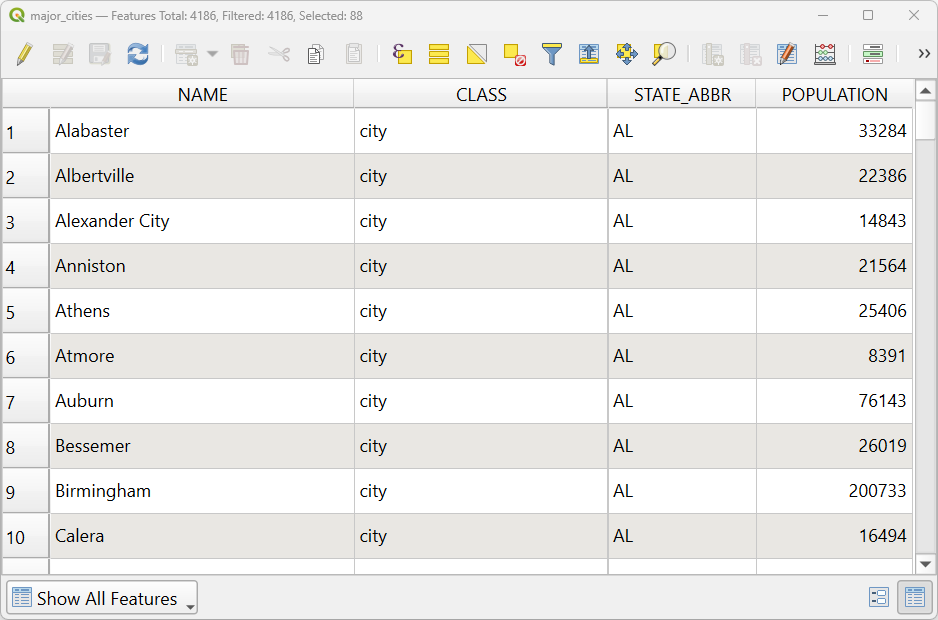 major_cities — Features Total: 4186, Filtered: 4186, Selected: 88
NAME CLASS STATE_ABBR POPULATION
1 Alabaster city AL 33284
2 Albertville city AL 22386
3 Alexander City city AL 14843
4 Anniston city AL 21564
5 Athens city AL 25406
6 Atmore city AL 8391
7 Auburn city AL 76143
8 Bessemer city AL 26019
9 Birmingham city AL 200733
10 Calera city AL 16494
Show All Features